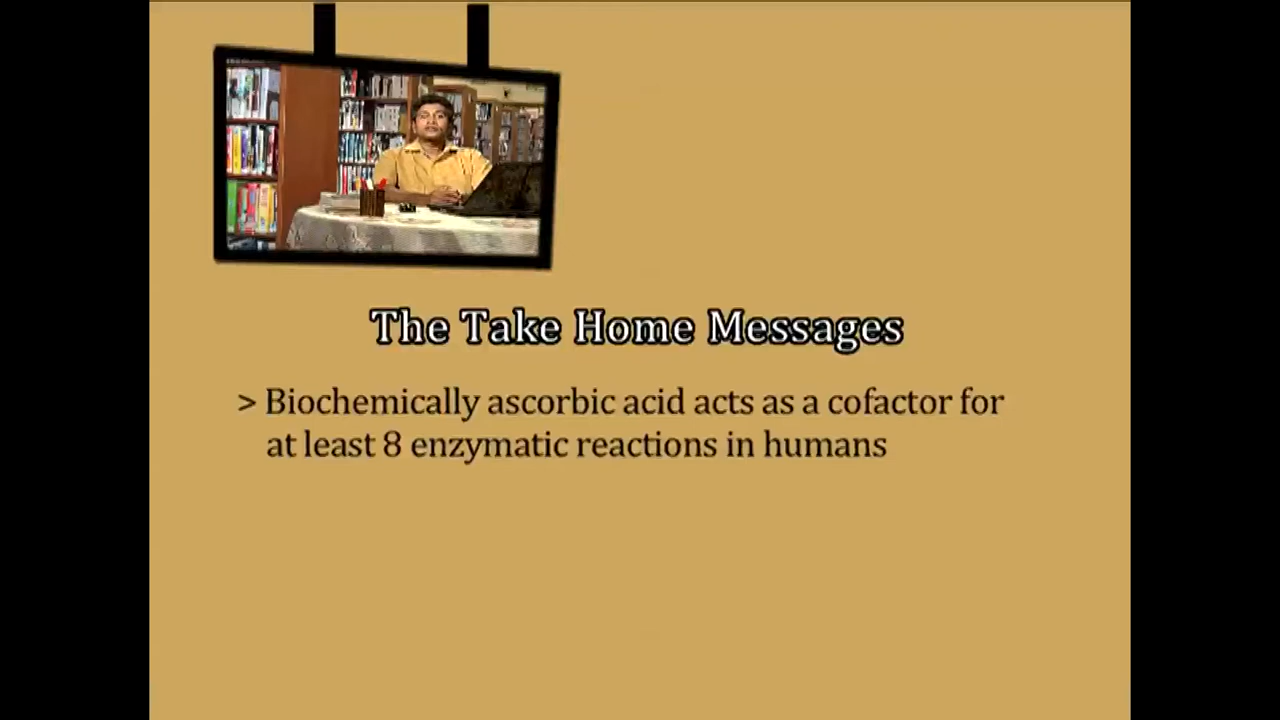 The Take Home Messages
> Biochemically ascorbic acid acts as a cofactor for
at least 8 enzymatic reactions in humans